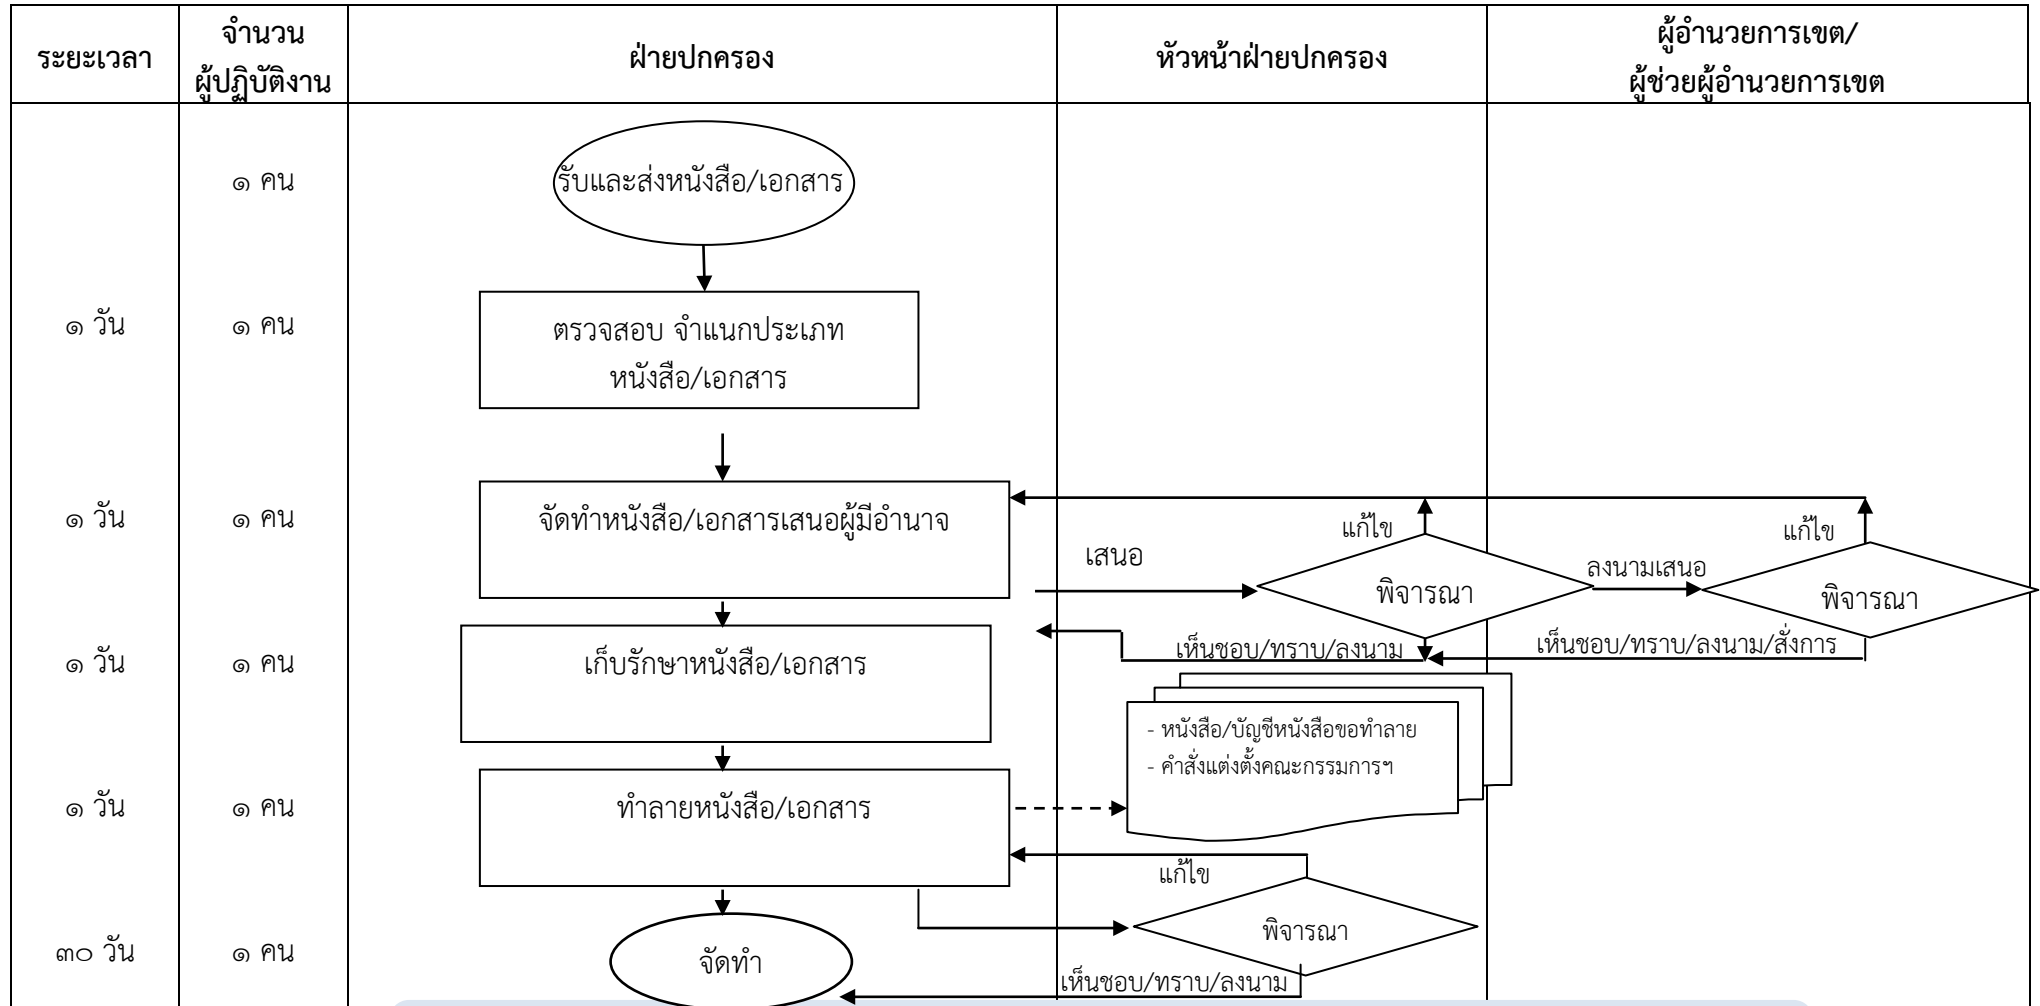 ระยะเวลา
จำนวน
ผู้ปฏิบัติงาน
ฝ่ายปกครอง
หัวหน้าฝ่ายปกครอง
ผู้อำนวยการเขต/
ผู้ช่วยผู้อำนวยการเขต
๑ คน
รับและส่งหนังสือ/เอกสาร
๑ วัน
๑ คน
ตรวจสอบ จำแนกประเภท
หนังสือ/เอกสาร
๑ วัน
๑ คน
จัดทำหนังสือ/เอกสารเสนอผู้มีอำนาจ
เสนอ
แก้ไข
พิจารณา
ลงนามเสนอ
แก้ไข
พิจารณา
๑ วัน
๑ คน
เก็บรักษาหนังสือ/เอกสาร
เห็นชอบ/ทราบ/ลงนาม
เห็นชอบ/ทราบ/ลงนาม/สั่งการ
- หนังสือ/บัญชีหนังสือขอทำลาย
- คำสั่งแต่งตั้งคณะกรรมการฯ
๑ วัน
๑ คน
ทำลายหนังสือ/เอกสาร
แก้ไข
พิจารณา
๓๐ วัน
๑ คน
จัดทำ
เห็นชอบ/ทราบ/ลงนาม